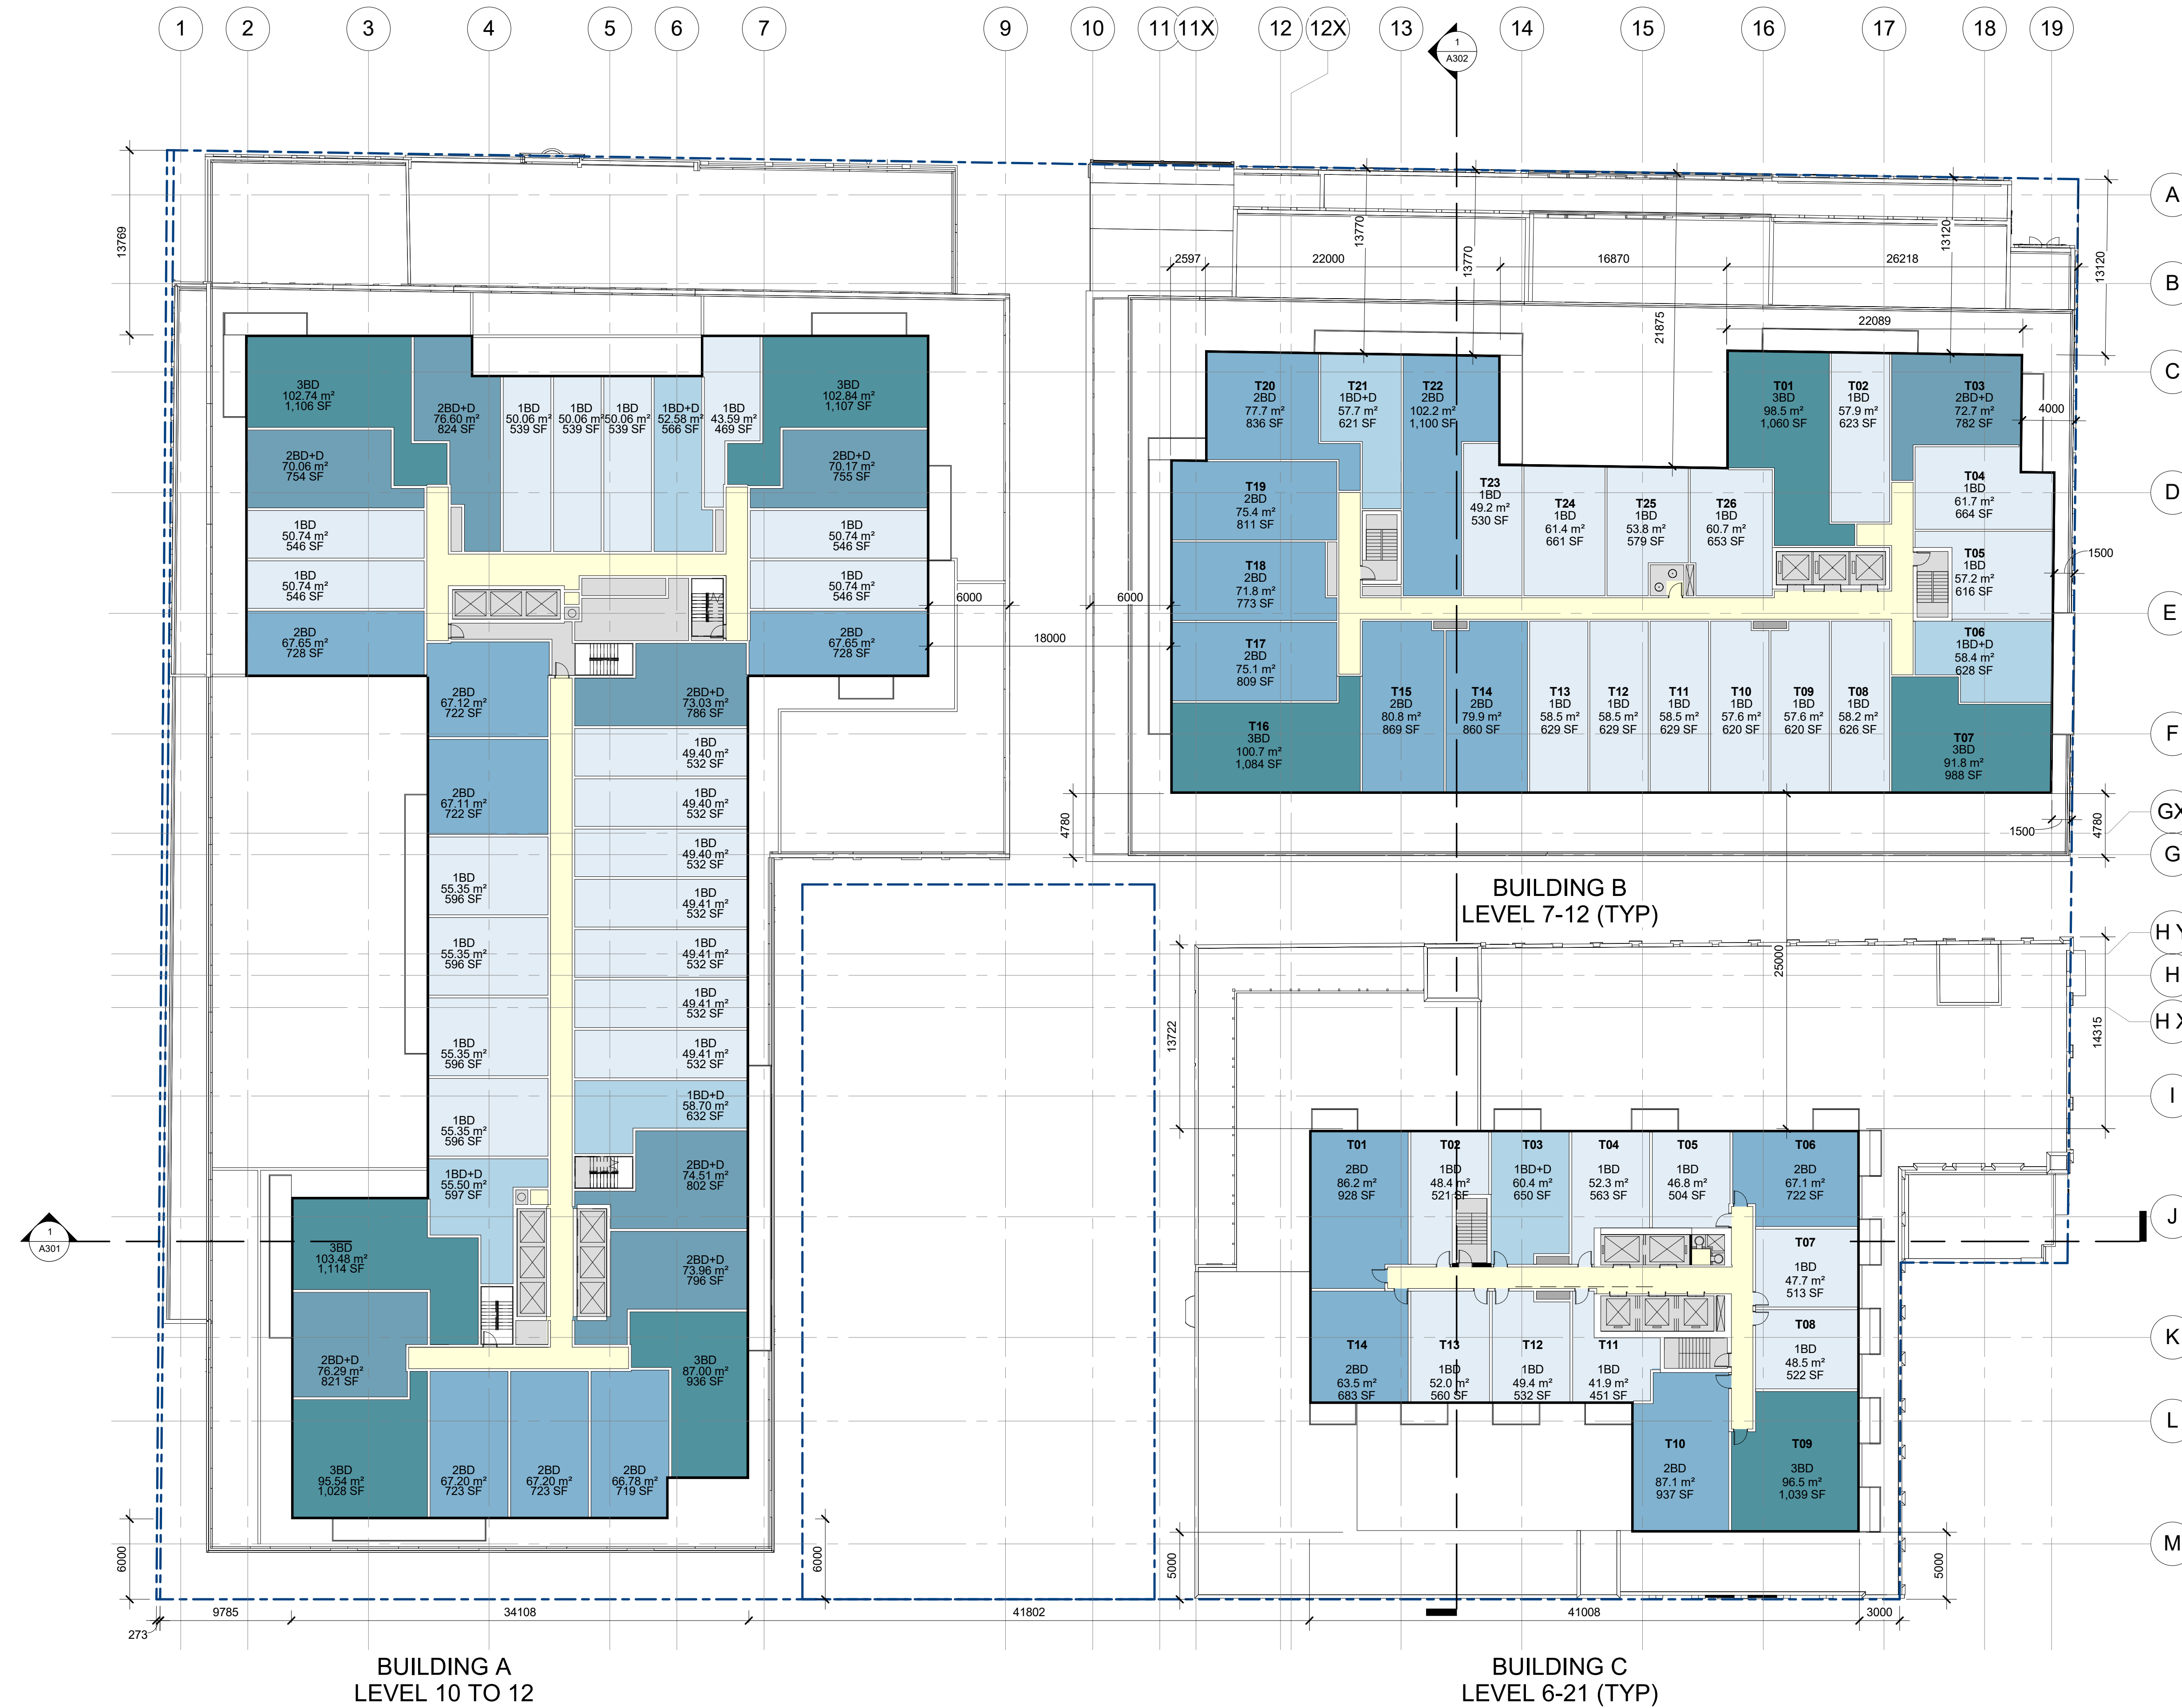 1
2
3
4
5
6
7
9
10
11
11X
12
12X
13
14
15
16
17
18
19
1
A302
A
B
C
D
E
F
GX
G
H
I
J
K
L
M
13769
3BD
102.74 m²
1,106 SF
2BD+D
76.60 m²
824 SF
1BD
50.06 m²
539 SF
1BD
50.06 m²
539 SF
1BD
50.06 m²
539 SF
1BD+D
52.58 m²
566 SF
1BD
43.59 m²
469 SF
3BD
102.84 m²
1,107 SF
2BD+D
70.06 m²
754 SF
2BD+D
70.17 m²
755 SF
1BD
50.74 m²
546 SF
1BD
50.74 m²
546 SF
1BD
50.74 m²
546 SF
1BD
50.74 m²
546 SF
2BD
67.65 m²
728 SF
2BD
67.65 m²
728 SF
6000
6000
18000
2BD
67.12 m²
722 SF
2BD+D
73.03 m²
786 SF
2BD
67.11 m²
722 SF
1BD
49.40 m²
532 SF
1BD
49.40 m²
532 SF
1BD
49.40 m²
532 SF
1BD
49.41 m²
532 SF
1BD
49.41 m²
532 SF
1BD
49.41 m²
532 SF
1BD
49.41 m²
532 SF
1BD
55.35 m²
596 SF
1BD
55.35 m²
596 SF
1BD
55.35 m²
596 SF
1BD
55.35 m²
596 SF
1BD+D
58.70 m²
632 SF
1BD+D
55.50 m²
597 SF
2BD+D
74.51 m²
802 SF
2BD+D
73.96 m²
796 SF
3BD
103.48 m²
1,114 SF
2BD+D
76.29 m²
821 SF
3BD
87.00 m²
936 SF
3BD
95.54 m²
1,028 SF
2BD
67.20 m²
723 SF
2BD
67.20 m²
723 SF
2BD
66.78 m²
719 SF
1
A301
6000
6000
273
9785
34108
41802
41008
3000
BUILDING A
LEVEL 10 TO 12
2597
22000
13770
13770
16870
26218
13120
13120
21875
22089
4000
1500
1500
4780
4780
T20
2BD
77.7 m²
836 SF
T21
1BD+D
57.7 m²
621 SF
T22
2BD
102.2 m²
1,100 SF
T01
3BD
98.5 m²
1,060 SF
T02
1BD
57.9 m²
623 SF
T03
2BD+D
72.7 m²
782 SF
T19
2BD
75.4 m²
811 SF
T23
1BD
49.2 m²
530 SF
T24
1BD
61.4 m²
661 SF
T25
1BD
53.8 m²
579 SF
T26
1BD
60.7 m²
653 SF
T04
1BD
61.7 m²
664 SF
T18
2BD
71.8 m²
773 SF
T05
1BD
57.2 m²
616 SF
T17
2BD
75.1 m²
809 SF
T06
1BD+D
58.4 m²
628 SF
T16
3BD
100.7 m²
1,084 SF
T15
2BD
80.8 m²
869 SF
T14
2BD
79.9 m²
860 SF
T13
1BD
58.5 m²
629 SF
T12
1BD
58.5 m²
629 SF
T11
1BD
58.5 m²
629 SF
T10
1BD
57.6 m²
620 SF
T09
1BD
57.6 m²
620 SF
T08
1BD
58.2 m²
626 SF
T07
3BD
91.8 m²
988 SF
BUILDING B
LEVEL 7-12 (TYP)
25000
13722
14315
T01
2BD
86.2 m²
928 SF
T02
1BD
48.4 m²
521 SF
T03
1BD+D
60.4 m²
650 SF
T04
1BD
52.3 m²
563 SF
T05
1BD
46.8 m²
504 SF
T06
2BD
67.1 m²
722 SF
T07
1BD
47.7 m²
513 SF
T08
1BD
48.5 m²
522 SF
T14
2BD
63.5 m²
683 SF
T13
1BD
52.0 m²
560 SF
T12
1BD
49.4 m²
532 SF
T11
1BD
41.9 m²
451 SF
T10
2BD
87.1 m²
937 SF
T09
3BD
96.5 m²
1,039 SF
5000
5000
BUILDING C
LEVEL 6-21 (TYP)